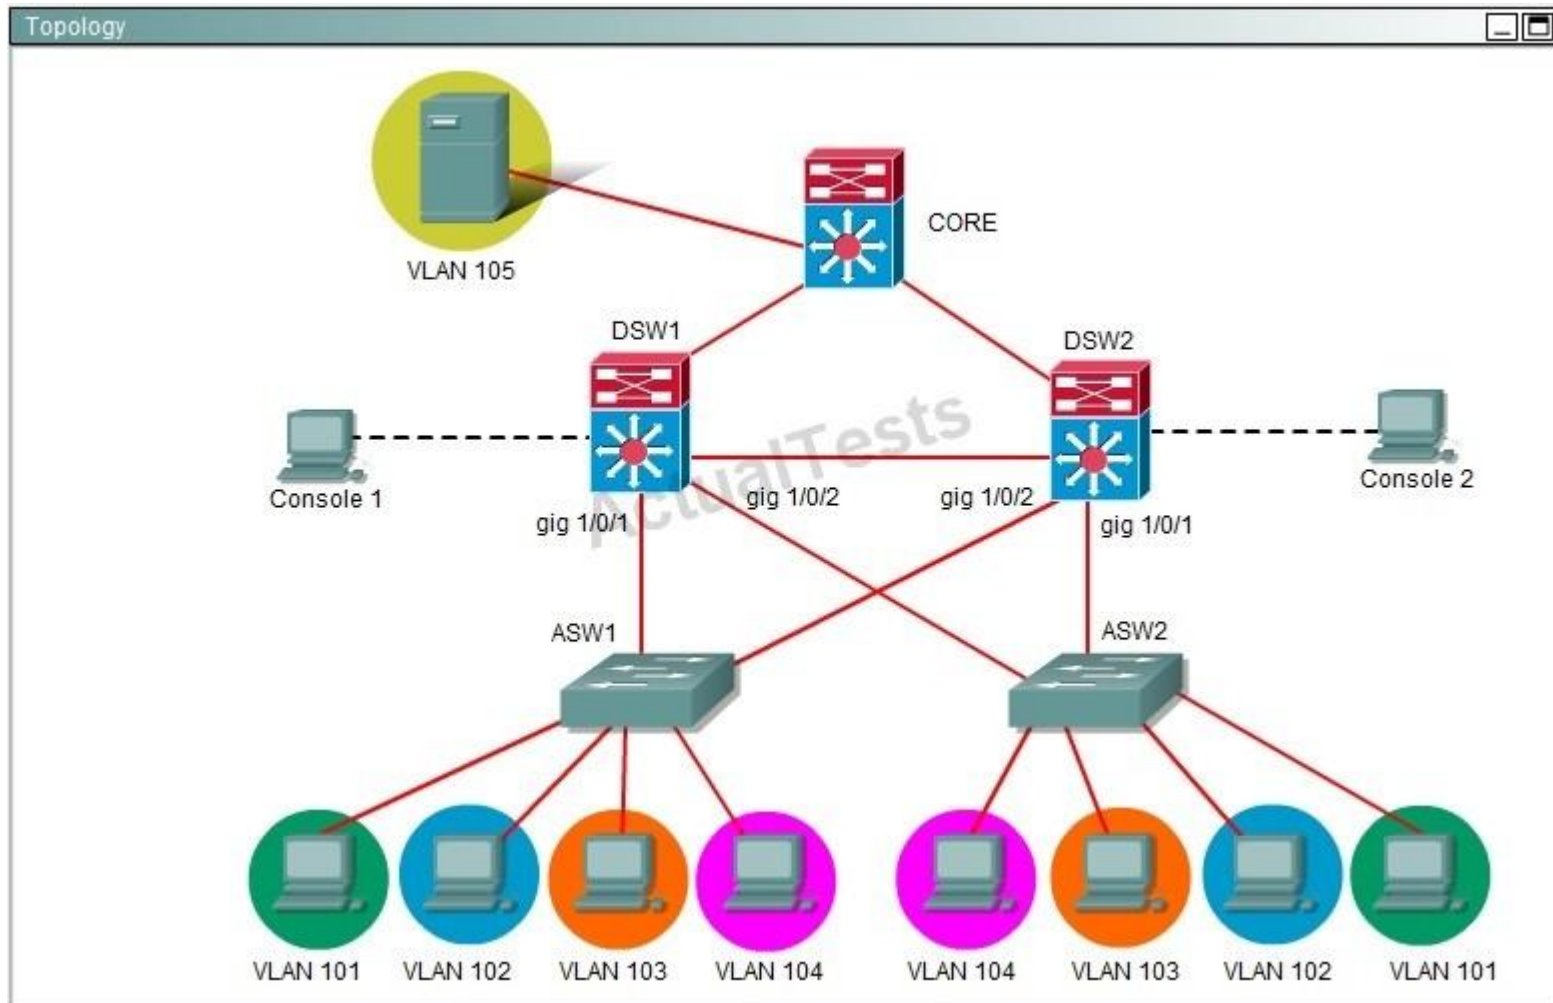 Topology
VLAN 105
CORE
DSW1
DSW2
Console 1
Console 2
ActualTests
gig 1/0/1
gig 1/0/2
gig 1/0/2
gig 1/0/1
ASW1
ASW2
VLAN 101
VLAN 102
VLAN 103
VLAN 104
VLAN 104
VLAN 103
VLAN 102
VLAN 101